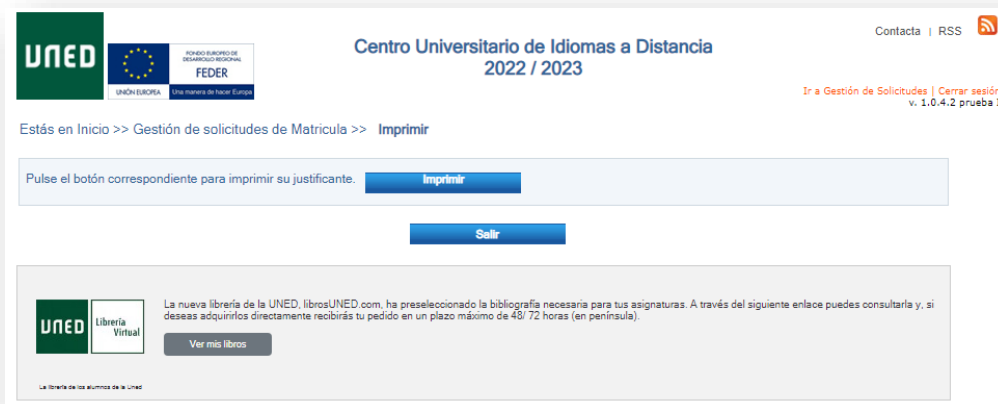 UNED
FONDO EUROPEO DE
DESARROLLO REGIONAL
FEDER
UNIÓN EUROPEA
Una manera de hacer Europa
Centro Universitario de Idiomas a Distancia
2022 / 2023
Contacta | RSS
Ir a Gestión de Solicitudes | Cerrar sesión
v. 1.0.4.2 prueba
Estás en Inicio >> Gestión de solicitudes de Matricula >> Imprimir
Pulse el botón correspondiente para imprimir su justificante.
Imprimir
Salir
UNED
Librería
Virtual
La nueva librería de la UNED, librosUNED.com, ha preseleccionado la bibliografía necesaria para tus asignaturas. A través del siguiente enlace puedes consultarla y, si
deseas adquirirlos directamente recibirás tu pedido en un plazo máximo de 48/ 72 horas (en península).
Ver mis libros
La librería de los alumnos de la Uned